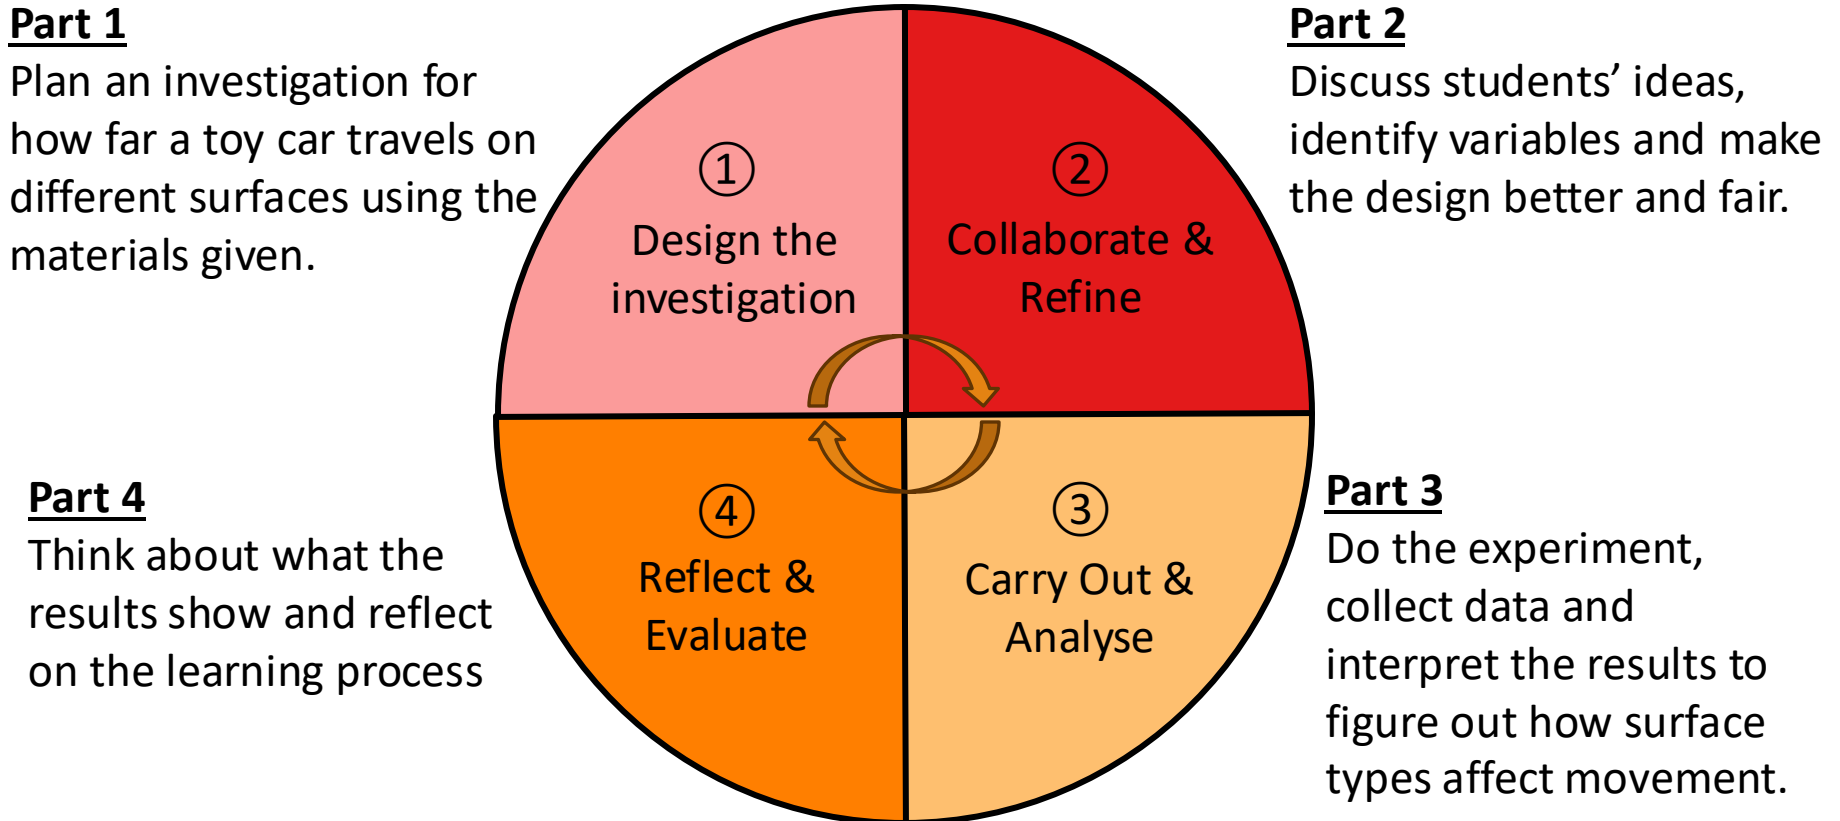 Part 1
Plan an investigation for
how far a toy car travels on
different surfaces using the
materials given.
Part 2
Discuss students’ ideas,
identify variables and make
the design better and fair.
①
Design the
investigation
②
Collaborate &
Refine
④
Reflect &
Evaluate
③
Carry Out &
Analyse
Part 4
Think about what the
results show and reflect
on the learning process
Part 3
Do the experiment,
collect data and
interpret the results to
figure out how surface
types affect movement.